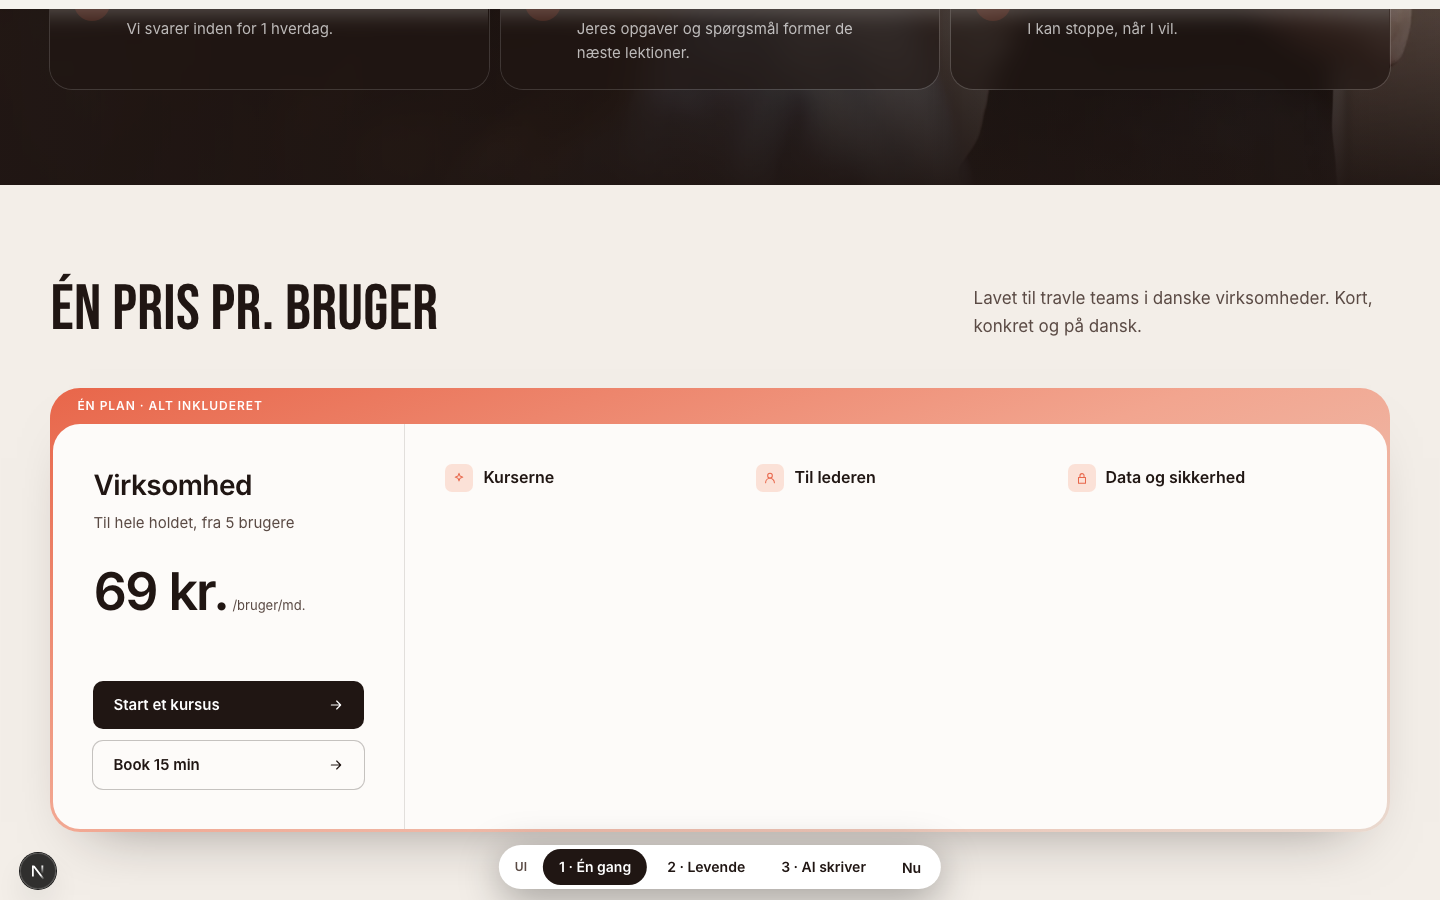 Vi svarer inden for 1 hverdag.
Jeres opgaver og spørgsmål former de
næste lektioner.
I kan stoppe, når I vil.
ÉN PRIS PR. BRUGER
Lavet til travle teams i danske virksomheder. Kort,
konkret og på dansk.
ÉN PLAN · ALT INKLUDERET
Virksomhed
Til hele holdet, fra 5 brugere
69 kr. /bruger/md.
Start et kursus →
Book 15 min →
Kurserne
Til lederen
Data og sikkerhed
N
UI 1 · Én gang 2 · Levende 3 · AI skriver Nu